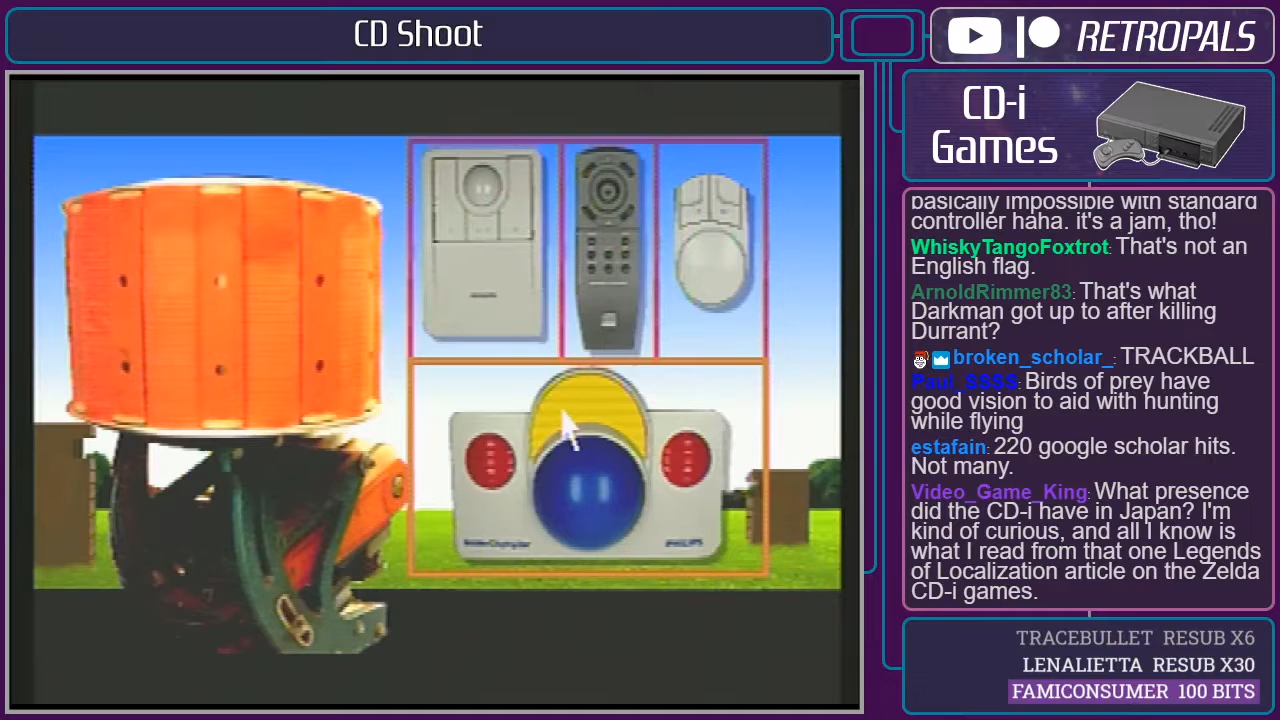 CD Shoot
RETROPALS
CD-i
Games
basically impossible with standard
controller haha. it's a jam, tho!
WhiskyTangoFoxtrot: That's not an
English flag.
ArnoldRimmer83: That's what
Darkman got up to after killing
Durrant?
broken_scholar_: TRACKBALL
Paul_SSSS: Birds of prey have
good vision to aid with hunting
while flying
estafain: 220 google scholar hits.
Not many.
Video_Game_King: What presence
did the CD-i have in Japan? I'm
kind of curious, and all I know is
what I read from that one Legends
of Localization article on the Zelda
CD-i games.
PHILIPS
TRACEBULLET RESUB X6
LENALIETTA RESUB X30
FAMICONSUMER 100 BITS